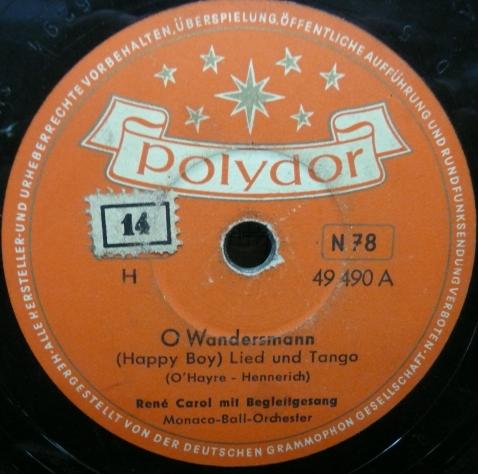 ALLE HERSTELLER- UND URHEBERRECHTE VORBEHALTEN, ÜBERSPIELUNG, ÖFFENTLICHE AUFFÜHRUNG UND RUNDFUNKSENDUNG VERBOTEN
polydor
14
N 78
H
49 490 A
O Wandersmann
(Happy Boy) Lied und Tango
(O'Hayre - Hennerich)
René Carol mit Begleitgesang
Monaco-Ball-Orchester
HERGESTELLT VON DER DEUTSCHEN GRAMMOPHON GESELLSCHAFT